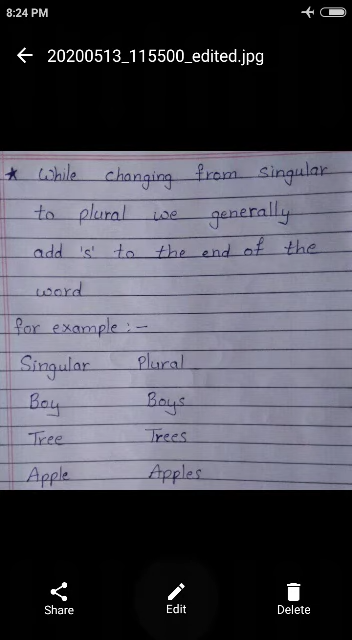 8:24 PM
20200513_115500_edited.jpg
★ While changing from singular
to plural we generally
add 's' to the end of the
word
for example :-
Singular Plural
Boy Boys
Tree Trees
Apple Apples
Share Edit Delete